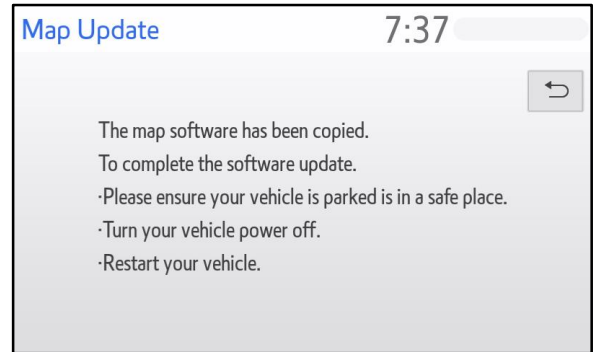 Map Update
7:37
The map software has been copied.
To complete the software update.
·Please ensure your vehicle is parked is in a safe place.
·Turn your vehicle power off.
·Restart your vehicle.